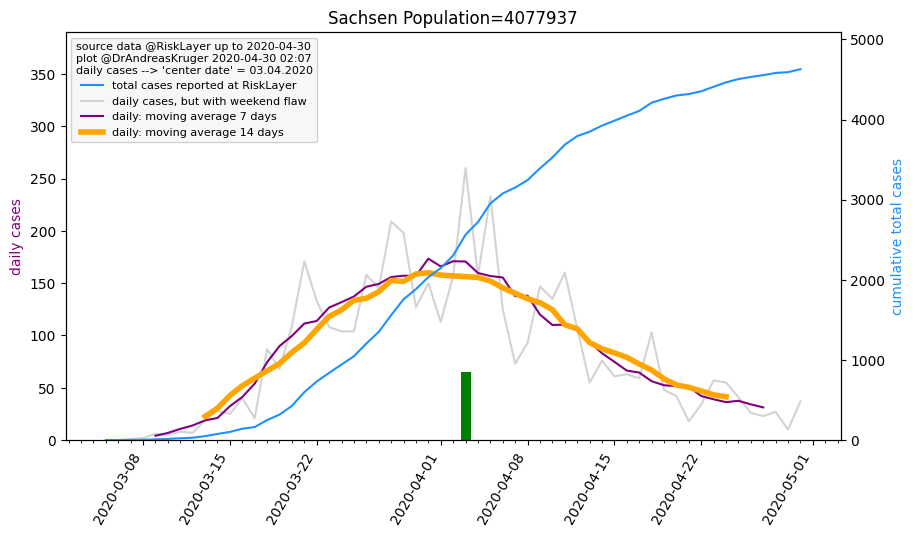 Sachsen Population=4077937
source data @RiskLayer up to 2020-04-30
plot @DrAndreasKruger 2020-04-30 02:07
daily cases --> 'center date' = 03.04.2020
total cases reported at RiskLayer
daily cases, but with weekend flaw
daily: moving average 7 days
daily: moving average 14 days
daily cases
350
300
250
200
150
100
50
0
5000
4000
3000
2000
1000
0
cumulative total cases
2020-03-08
2020-03-15
2020-03-22
2020-04-01
2020-04-08
2020-04-15
2020-04-22
2020-05-01